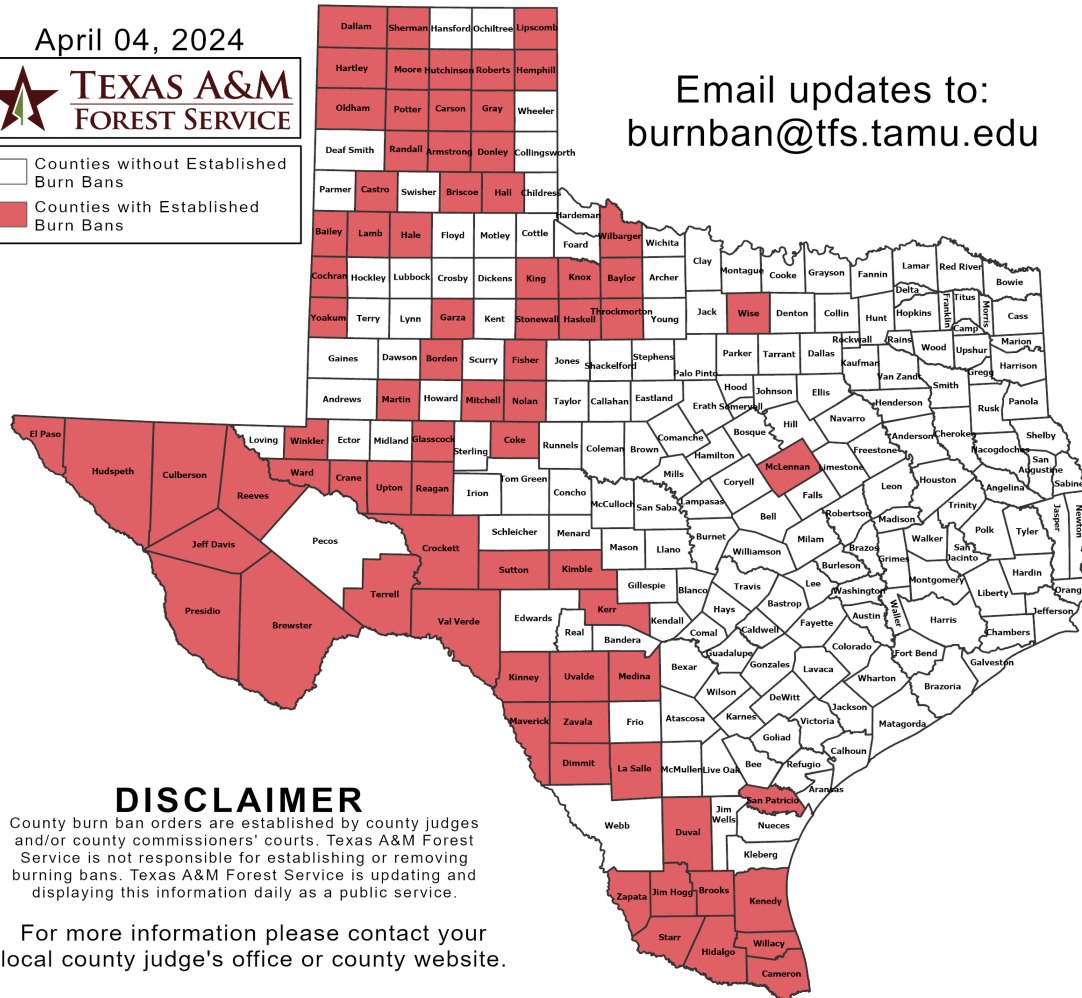 April 04, 2024
TEXAS A&M
FOREST SERVICE
Counties without Established
Burn Bans
Counties with Established
Burn Bans
Email updates to:
burnban@tfs.tamu.edu
Dallam Sherman Hansford Ochiltree Lipscomb
Hartley Moore Hutchinson Roberts Hemphill
Oldham Potter Carson Gray Wheeler
Deaf Smith Randall Armstrong Donley Collingsworth
Parmer Castro Swisher Briscoe Hall Childress
Hardeman
Bailey Lamb Hale Floyd Motley Cottle Foard Wilbarger Wichita
Clay Montague Cooke Grayson Fannin Lamar Red River Bowie
Cochran Hockley Lubbock Crosby Dickens King Knox Baylor Archer
Delta Franklin Titus Morris Cass
Yoakum Terry Lynn Garza Kent Stonewall Haskell Throckmorton Young Jack Wise Denton Collin Hunt Hopkins Camp
Rockwall Rains Wood Upshur Marion
Gaines Dawson Borden Scurry Fisher Jones Shackelford Stephens Palo Pinto Parker Tarrant Dallas Kaufman Van Zandt Gregg Harrison
Andrews Martin Howard Mitchell Nolan Taylor Callahan Eastland Erath Hood Somervell Johnson Ellis Henderson Smith Rusk Panola
El Paso Loving Winkler Ector Midland Glasscock Sterling Coke Runnels Coleman Brown Comanche Bosque Hill Navarro Anderson Cherokee Nacogdoches Shelby
Hudspeth Culberson Reeves Ward Crane Upton Reagan Irion Tom Green Concho McCulloch San Saba Mills Hamilton Coryell McLennan Limestone Freestone Leon Houston Angelina San
Augustine Sabine
Lampasas Falls Trinity
Jeff Davis Pecos Crockett Schleicher Menard Mason Llano Burnet Bell Robertson Madison Walker Polk Tyler Jasper Newton
Williamson Milam Brazos Grimes San
Jacinto
Sutton Kimble Gillespie Blanco Travis Lee Burleson Washington Montgomery Liberty Hardin Orang
Presidio Brewster Terrell Val Verde Edwards Real Kerr Bandera Kendall Comal Hays Caldwell Bastrop Fayette Austin Waller Harris Chambers Jefferson
Kinney Uvalde Medina Bexar Guadalupe Gonzales Lavaca Colorado Fort Bend Galveston
Wilson DeWitt Wharton Brazoria
Maverick Zavala Frio Atascosa Karnes Victoria Jackson Matagorda
Goliad Calhoun
Dimmit La Salle McMullen Live Oak Bee Refugio Aransas
San Patricio
Webb Duval Jim
Wells Nueces
Kleberg
Zapata Jim Hogg Brooks Kenedy
Starr Hidalgo Willacy
Cameron
DISCLAIMER
County burn ban orders are established by county judges
and/or county commissioners' courts. Texas A&M Forest
Service is not responsible for establishing or removing
burning bans. Texas A&M Forest Service is updating and
displaying this information daily as a public service.
For more information please contact your
local county judge's office or county website.